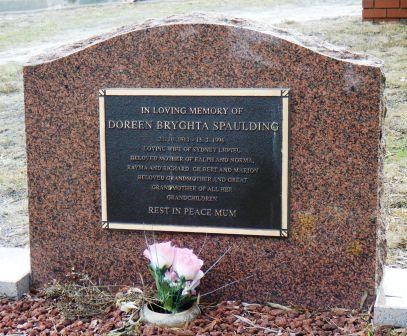 IN LOVING MEMORY OF
DOREEN BRYGHTA SPAULDING
LOVING WIFE OF SYDNEY LIONEL
BELOVED MOTHER OF RALPH AND NORMA,
RAYMA AND RICHARD, GILBERT AND MARION
BELOVED GRANDMOTHER AND GREAT
GRANDMOTHER OF ALL HER
GRANDCHILDREN
REST IN PEACE MUM